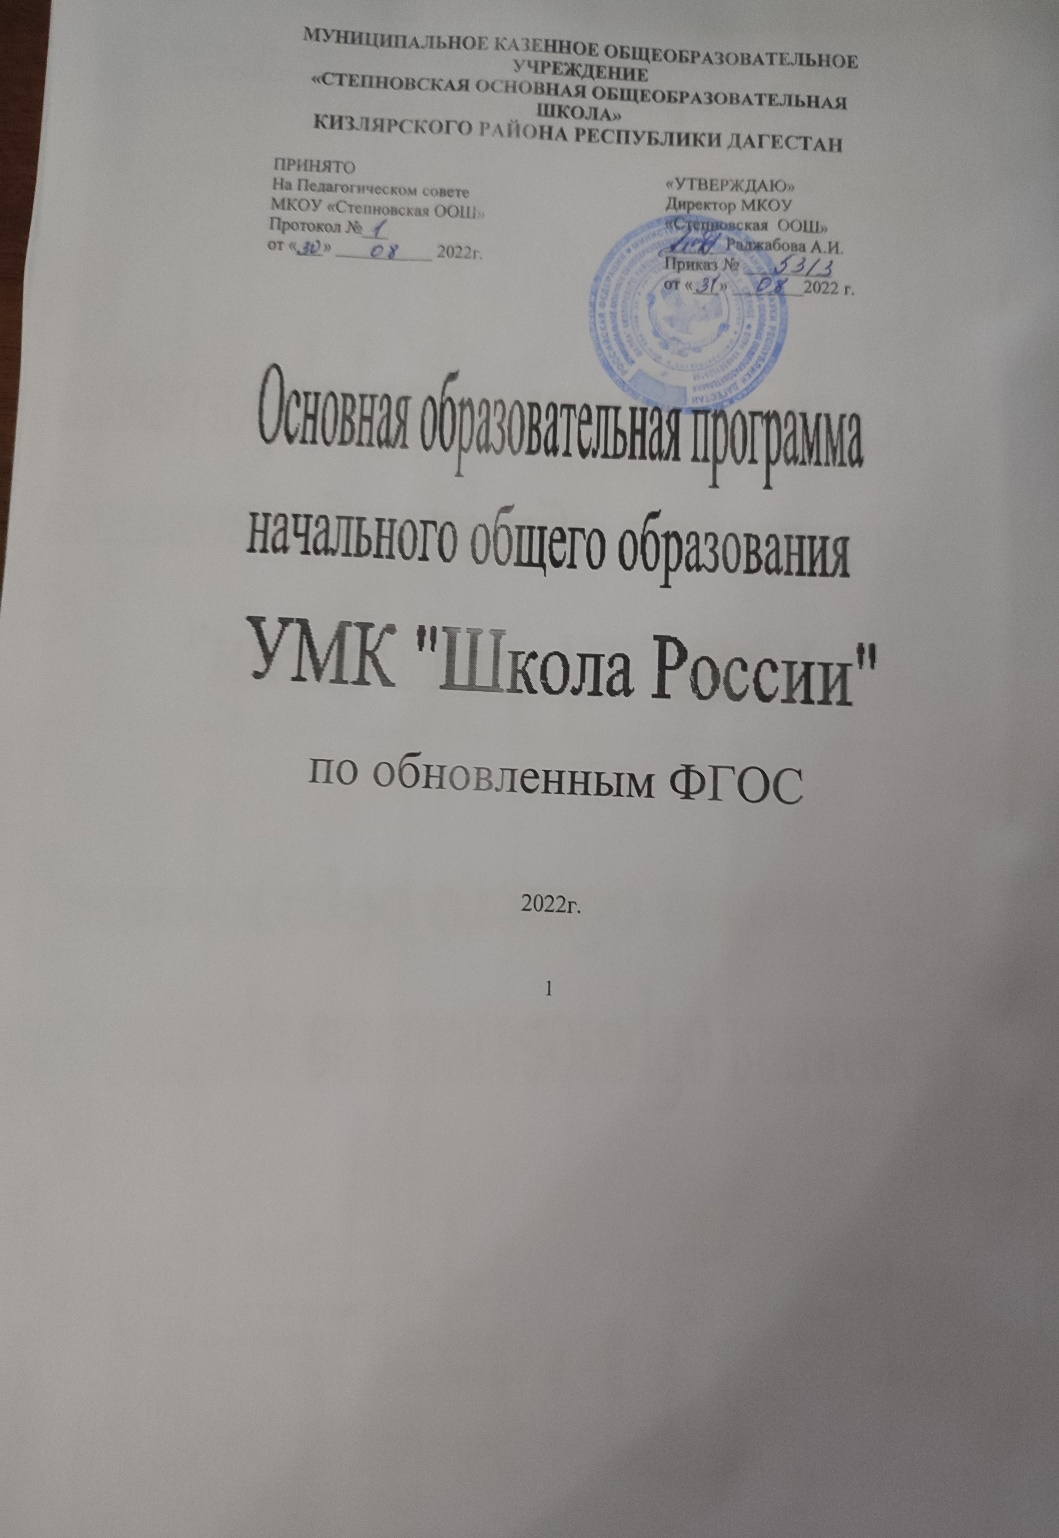 МУНИЦИПАЛЬНОЕ КАЗЕННОЕ ОБЩЕОБРАЗОВАТЕЛЬНОЕ
УЧРЕЖДЕНИЕ
«СТЕПНОВСКАЯ ОСНОВНАЯ ОБЩЕОБРАЗОВАТЕЛЬНАЯ
ШКОЛА»
КИЗЛЯРСКОГО РАЙОНА РЕСПУБЛИКИ ДАГЕСТАН
ПРИНЯТО
На Педагогическом совете
МКОУ «Степновская ООШ»
Протокол № 1
от «30» 08 2022г.
«УТВЕРЖДАЮ»
Директор МКОУ
«Степновская ООШ»
Раджабова А.И.
Приказ № 53/3
от «31» 08 2022 г.
Основная образовательная программа
начального общего образования
УМК "Школа России"
по обновленным ФГОС
2022г.
1